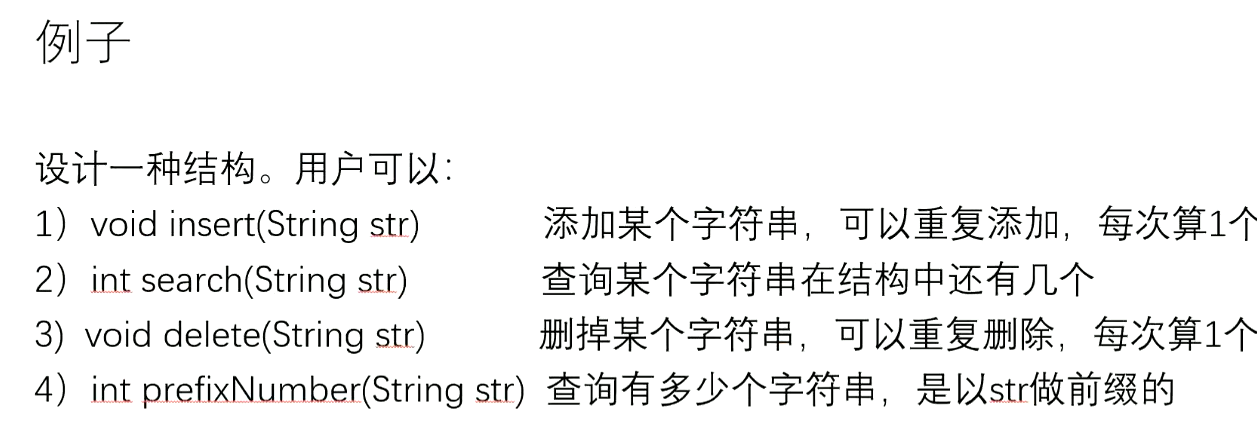 例子
设计一种结构。用户可以：
1）void insert(String str) 添加某个字符串，可以重复添加，每次算1个
2）int search(String str) 查询某个字符串在结构中还有几个
3) void delete(String str) 删掉某个字符串，可以重复删除，每次算1个
4）int prefixNumber(String str) 查询有多少个字符串，是以str做前缀的